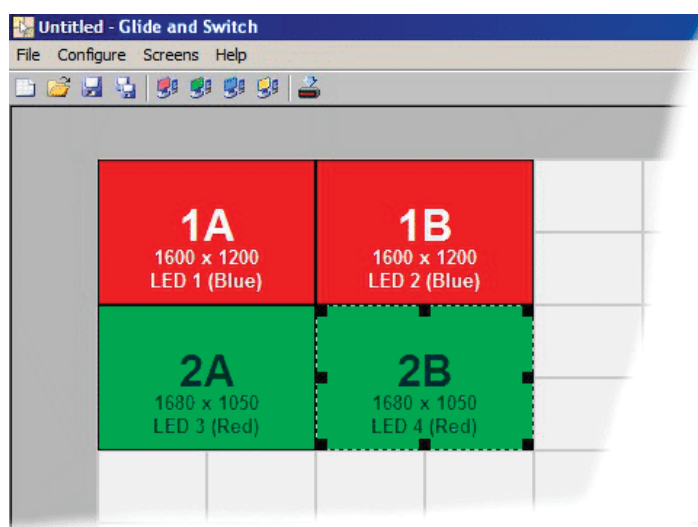 Untitled - Glide and Switch
File Configure Screens Help
1A
1600 x 1200
LED 1 (Blue)
1B
1600 x 1200
LED 2 (Blue)
2A
1680 x 1050
LED 3 (Red)
2B
1680 x 1050
LED 4 (Red)